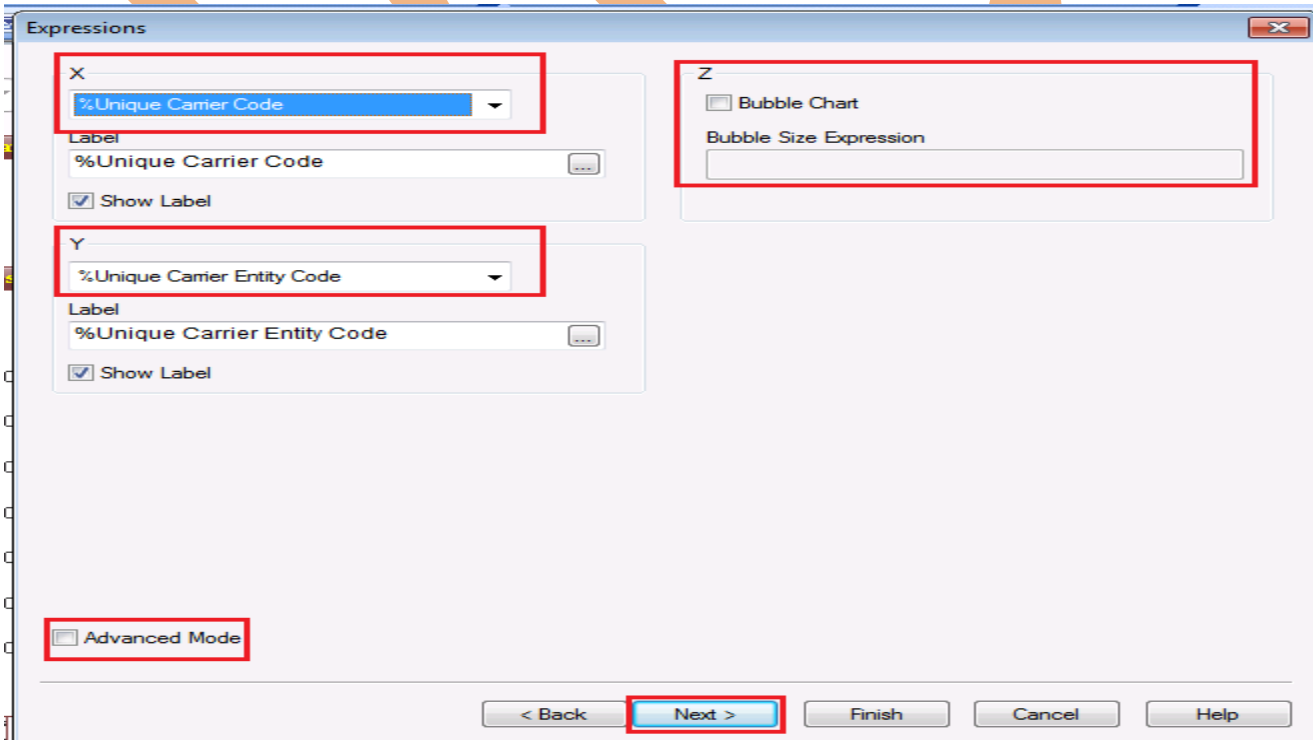 Expressions
X
%Unique Carrier Code
Label
%Unique Carrier Code
...
Show Label
Y
%Unique Carrier Entity Code
Label
%Unique Carrier Entity Code
...
Show Label
Z
Bubble Chart
Bubble Size Expression
Advanced Mode
< Back
Next >
Finish
Cancel
Help